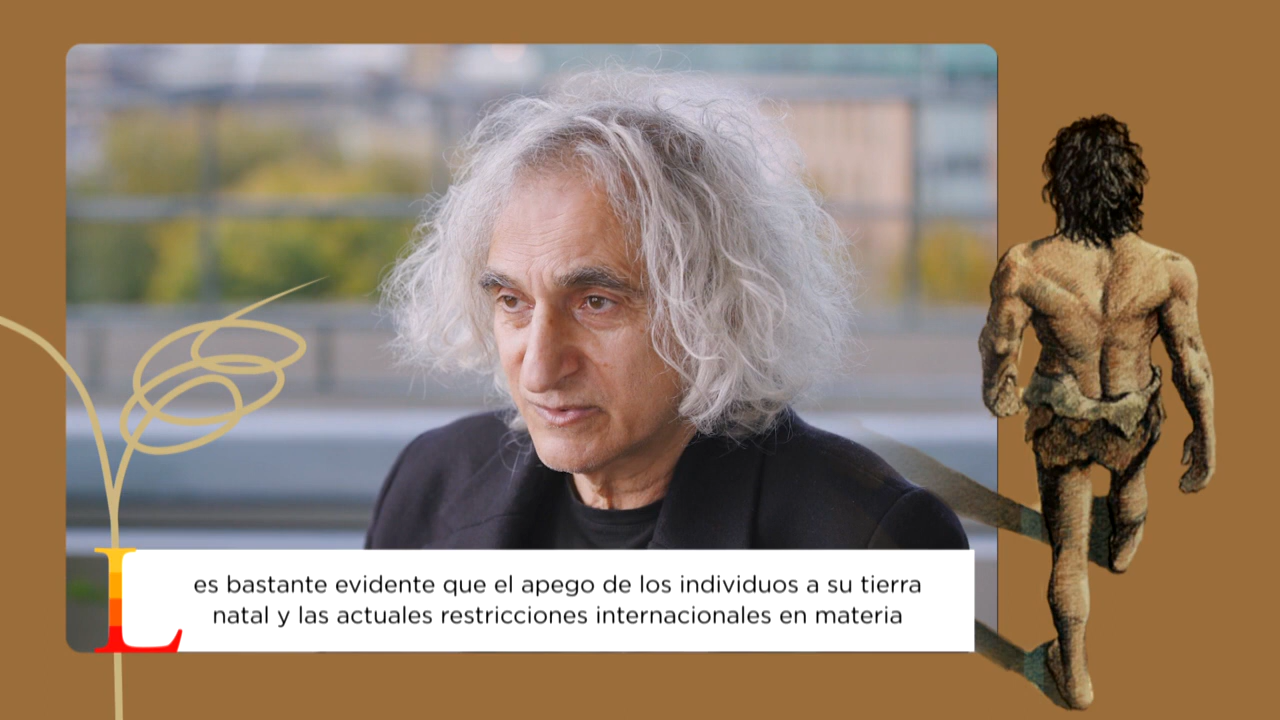 L
es bastante evidente que el apego de los individuos a su tierra
natal y las actuales restricciones internacionales en materia